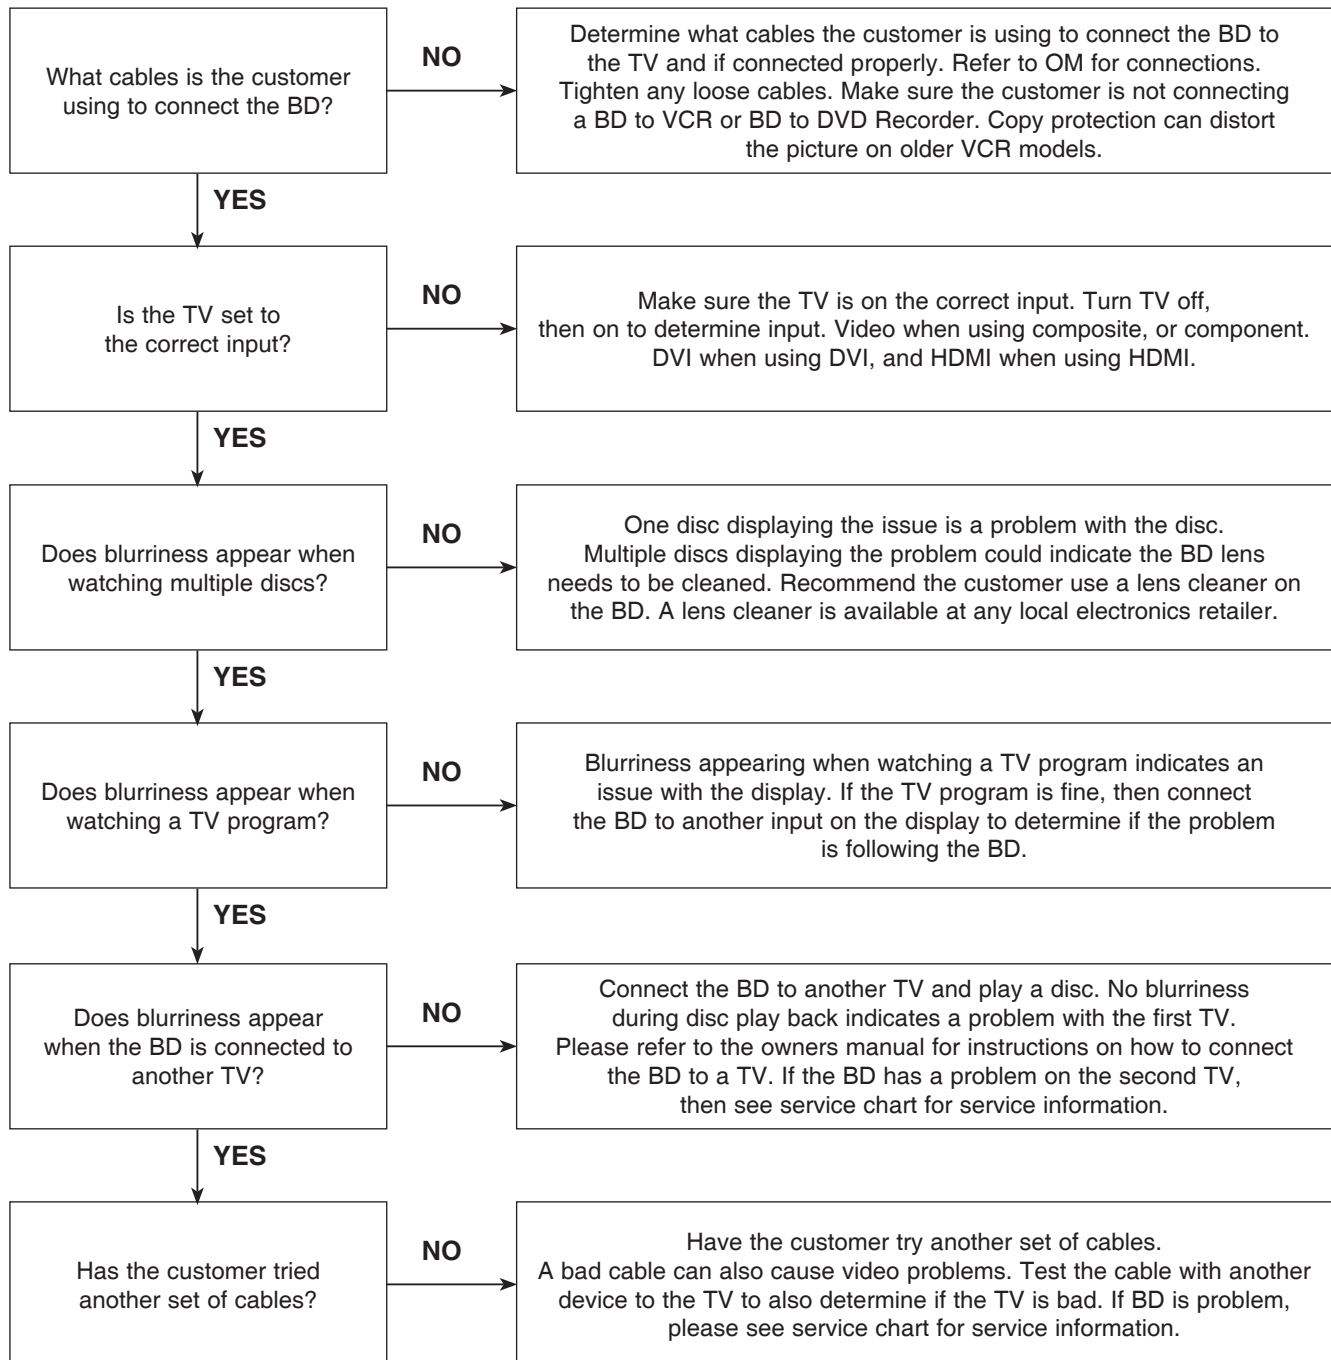 What cables is the customer
using to connect the BD?
NO
Determine what cables the customer is using to connect the BD to
the TV and if connected properly. Refer to OM for connections.
Tighten any loose cables. Make sure the customer is not connecting
a BD to VCR or BD to DVD Recorder. Copy protection can distort
the picture on older VCR models.
YES
Is the TV set to
the correct input?
NO
Make sure the TV is on the correct input. Turn TV off,
then on to determine input. Video when using composite, or component.
DVI when using DVI, and HDMI when using HDMI.
YES
Does blurriness appear when
watching multiple discs?
NO
One disc displaying the issue is a problem with the disc.
Multiple discs displaying the problem could indicate the BD lens
needs to be cleaned. Recommend the customer use a lens cleaner on
the BD. A lens cleaner is available at any local electronics retailer.
YES
Does blurriness appear when
watching a TV program?
NO
Blurriness appearing when watching a TV program indicates an
issue with the display. If the TV program is fine, then connect
the BD to another input on the display to determine if the problem
is following the BD.
YES
Does blurriness appear
when the BD is connected to
another TV?
NO
Connect the BD to another TV and play a disc. No blurriness
during disc play back indicates a problem with the first TV.
Please refer to the owners manual for instructions on how to connect
the BD to a TV. If the BD has a problem on the second TV,
then see service chart for service information.
YES
Has the customer tried
another set of cables?
NO
Have the customer try another set of cables.
A bad cable can also cause video problems. Test the cable with another
device to the TV to also determine if the TV is bad. If BD is problem,
please see service chart for service information.